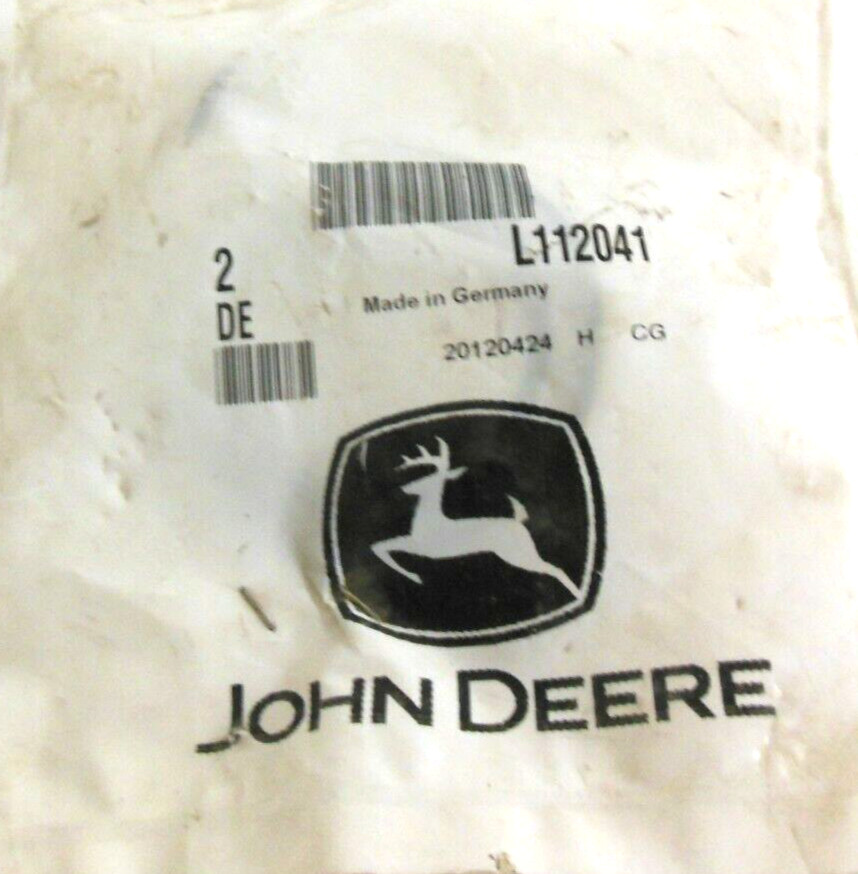 L112041
2
Made in Germany
DE
20120424 H CG
JOHN DEERE